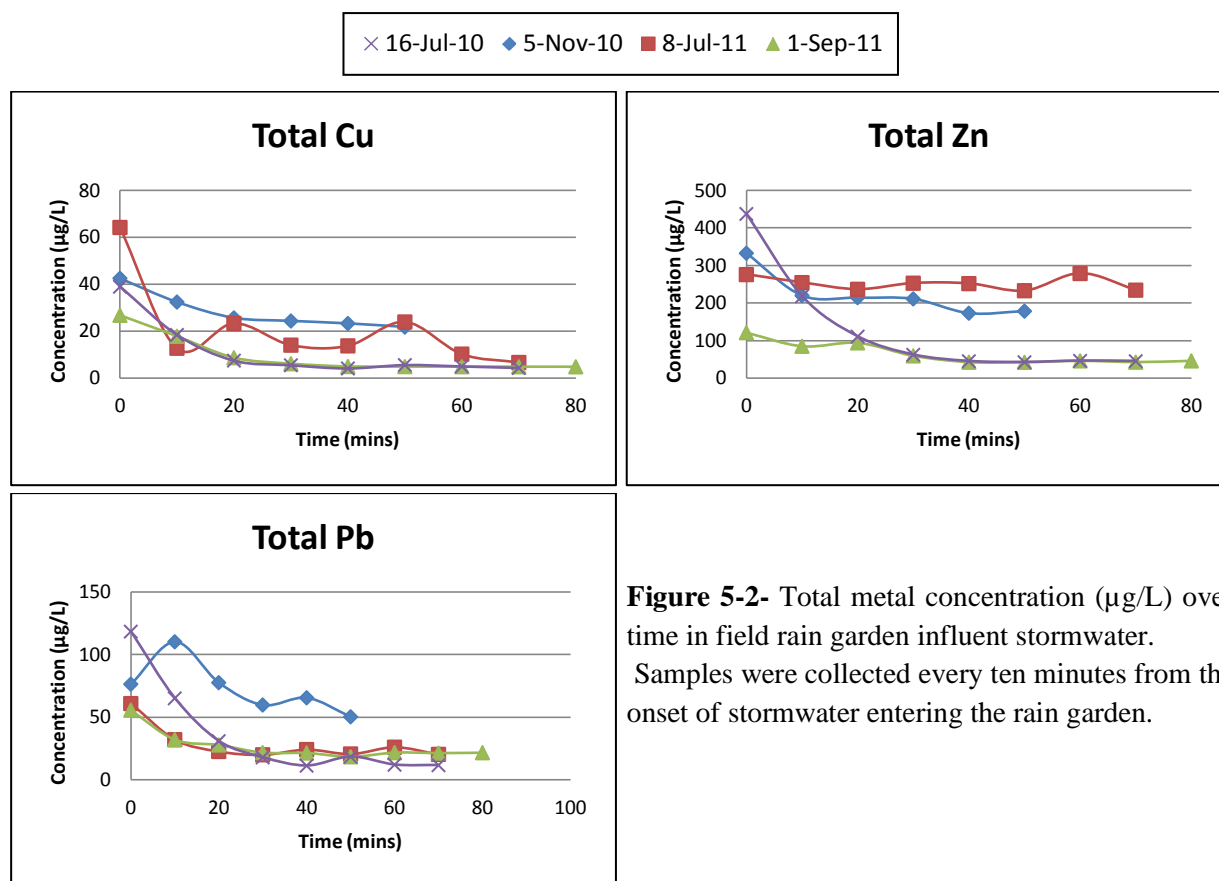 16-Jul-10 5-Nov-10 8-Jul-11 1-Sep-11
Total Cu
Concentration (µg/L)
80
60
40
20
0
0 20 40 60 80
Time (mins)
Total Zn
Concentration (µg/L)
500
400
300
200
100
0
0 20 40 60 80
Time (mins)
Total Pb
Concentration (µg/L)
150
100
50
0
0 20 40 60 80 100
Time (mins)
Figure 5-2- Total metal concentration (µg/L) ove
time in field rain garden influent stormwater.
Samples were collected every ten minutes from th
onset of stormwater entering the rain garden.